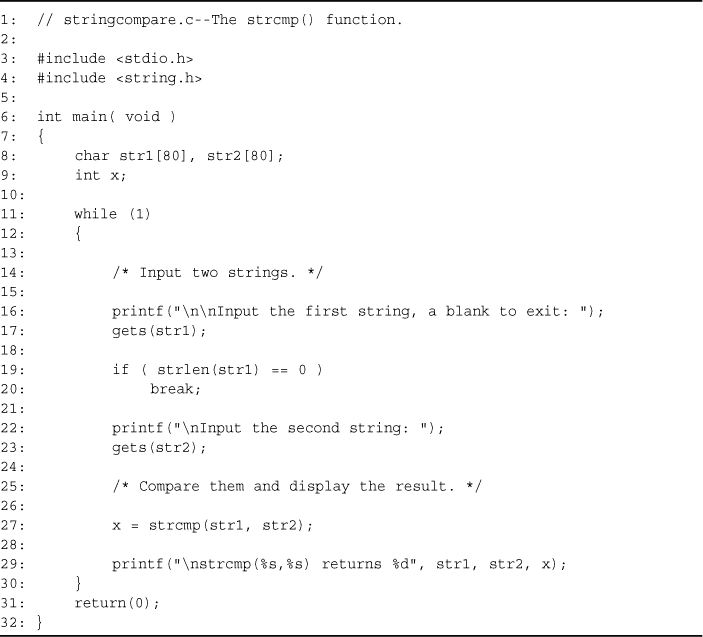 1: // stringcompare.c--The strcmp() function.
2:
3: #include <stdio.h>
4: #include <string.h>
5:
6: int main( void )
7: {
8:     char str1[80], str2[80];
9:     int x;
10:
11:     while (1)
12:     {
13:
14:         /* Input two strings. */
15:
16:         printf("\n\nInput the first string, a blank to exit: ");
17:         gets(str1);
18:
19:         if ( strlen(str1) == 0 )
20:             break;
21:
22:         printf("\nInput the second string: ");
23:         gets(str2);
24:
25:         /* Compare them and display the result. */
26:
27:         x = strcmp(str1, str2);
28:
29:         printf("\nstrcmp(%s,%s) returns %d", str1, str2, x);
30:     }
31:     return(0);
32: }